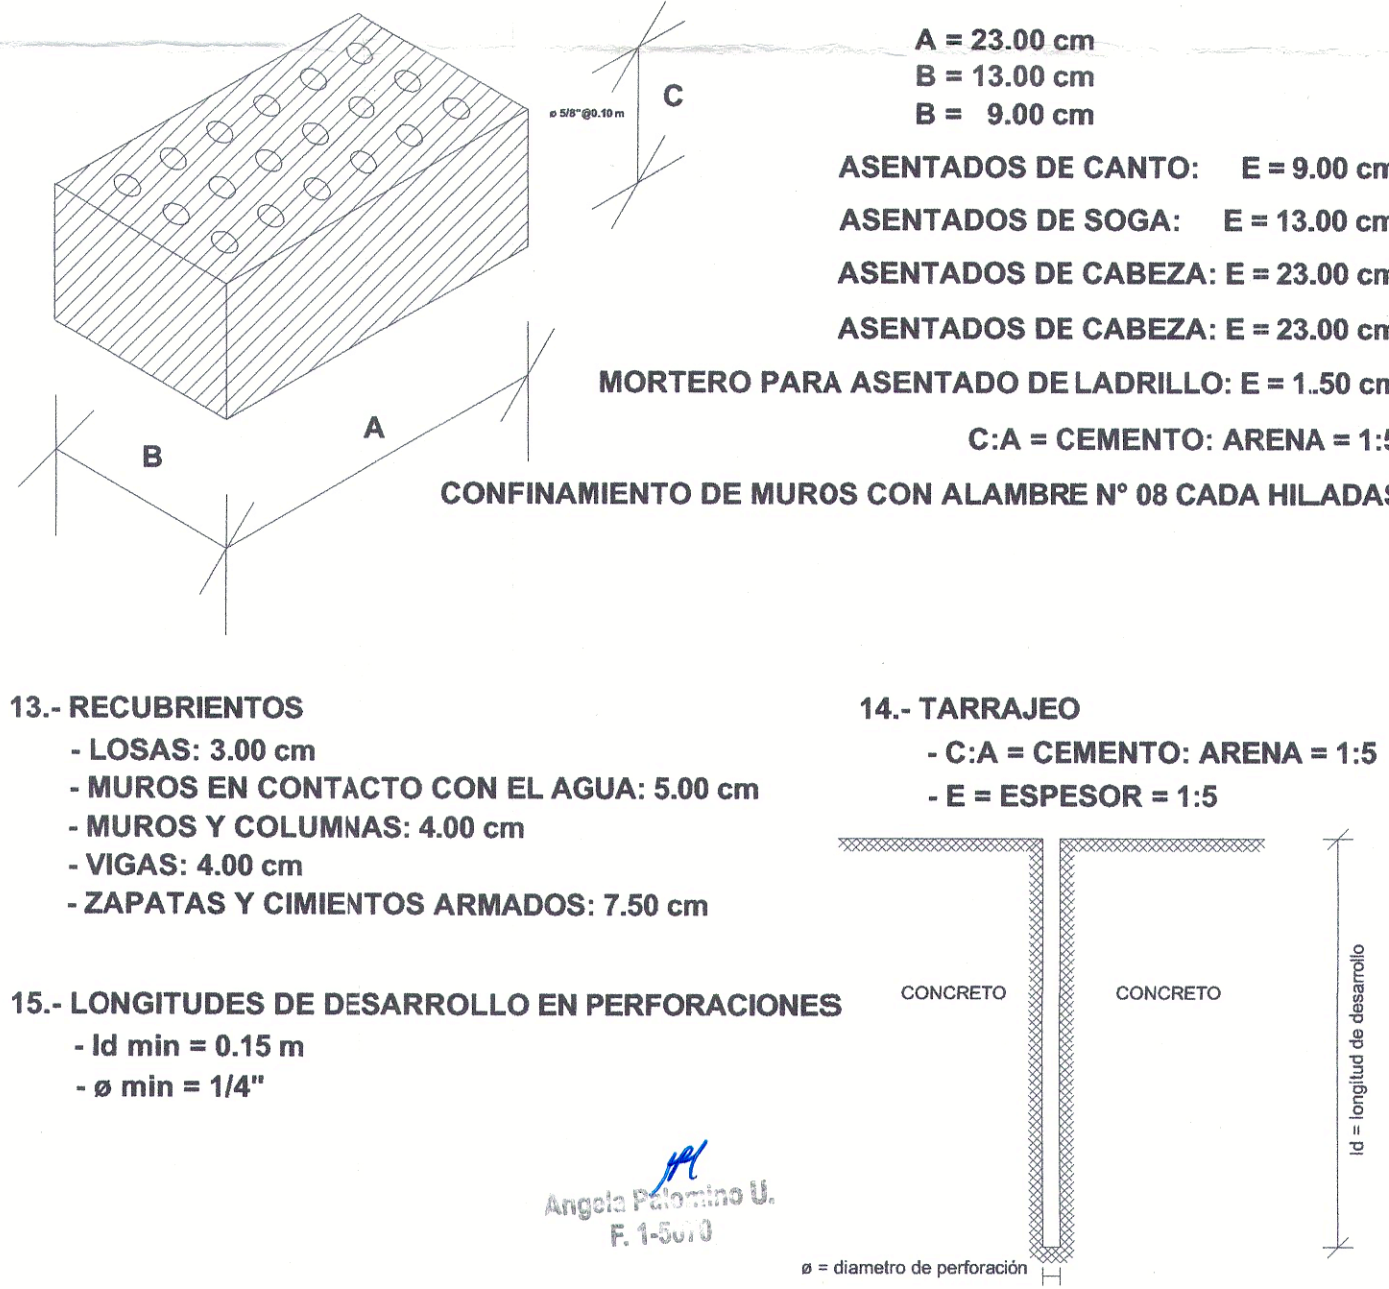 A = 23.00 cm
B = 13.00 cm
B = 9.00 cm
C
ø 5/8"@0.10 m
ASENTADOS DE CANTO: E = 9.00 cm
ASENTADOS DE SOGA: E = 13.00 cm
ASENTADOS DE CABEZA: E = 23.00 cm
ASENTADOS DE CABEZA: E = 23.00 cm
MORTERO PARA ASENTADO DE LADRILLO: E = 1..50 cm
A
B
C:A = CEMENTO: ARENA = 1:5
CONFINAMIENTO DE MUROS CON ALAMBRE N° 08 CADA HILADAS
13.- RECUBRIENTOS
- LOSAS: 3.00 cm
- MUROS EN CONTACTO CON EL AGUA: 5.00 cm
- MUROS Y COLUMNAS: 4.00 cm
- VIGAS: 4.00 cm
- ZAPATAS Y CIMIENTOS ARMADOS: 7.50 cm
14.- TARRAJEO
- C:A = CEMENTO: ARENA = 1:5
- E = ESPESOR = 1:5
CONCRETO
CONCRETO
ld = longitud de desarrollo
ø = diametro de perforación
15.- LONGITUDES DE DESARROLLO EN PERFORACIONES
- ld min = 0.15 m
- ø min = 1/4"
Angela Palomino U.